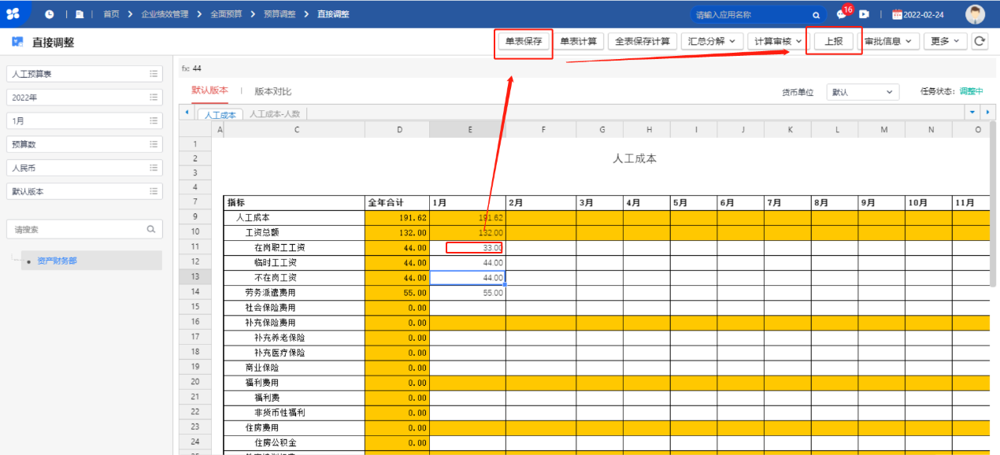 首页 企业绩效管理 全面预算 预算调整 直接调整 请输入应用名称 16 2022-02-24
直接调整 单表保存 单表计算 全表保存计算 汇总分解 计算审核 上报 审批信息 更多
人工预算表
2022年
1月
预算数
人民币
默认版本
请搜索
资产财务部
fx: 44
默认版本 版本对比 货币单位 默认 任务状态: 调整中
人工成本 人工成本-人数
A C D E F G H I J K L M N O
1
2 人工成本
3
4
7 指标 全年合计 1月 2月 3月 4月 5月 6月 7月 8月 9月 10月 11月
9 人工成本 191.62 191.62
10 工资总额 132.00 132.00
11 在岗职工工资 44.00 33.00
12 临时工工资 44.00 44.00
13 不在岗工资 44.00 44.00
14 劳务派遣费用 55.00 55.00
15 社会保险费用 0.00
16 补充保险费用 0.00
17 补充养老保险 0.00
18 补充医疗保险 0.00
19 商业保险 0.00
20 福利费用 0.00
21 福利费 0.00
22 非货币性福利 0.00
23 住房费用 0.00
24 住房公积金 0.00